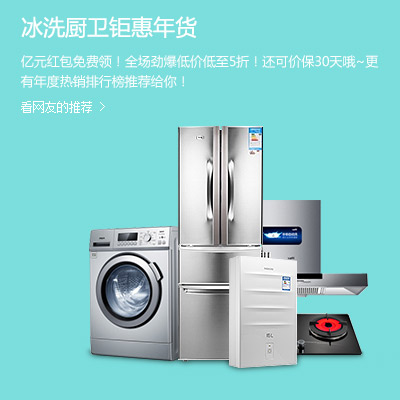 冰洗厨卫钜惠年货
亿元红包免费领！全场劲爆低价低至5折！还可价保30天哦~更
有年度热销排行榜推荐给你！
看网友的推荐 >